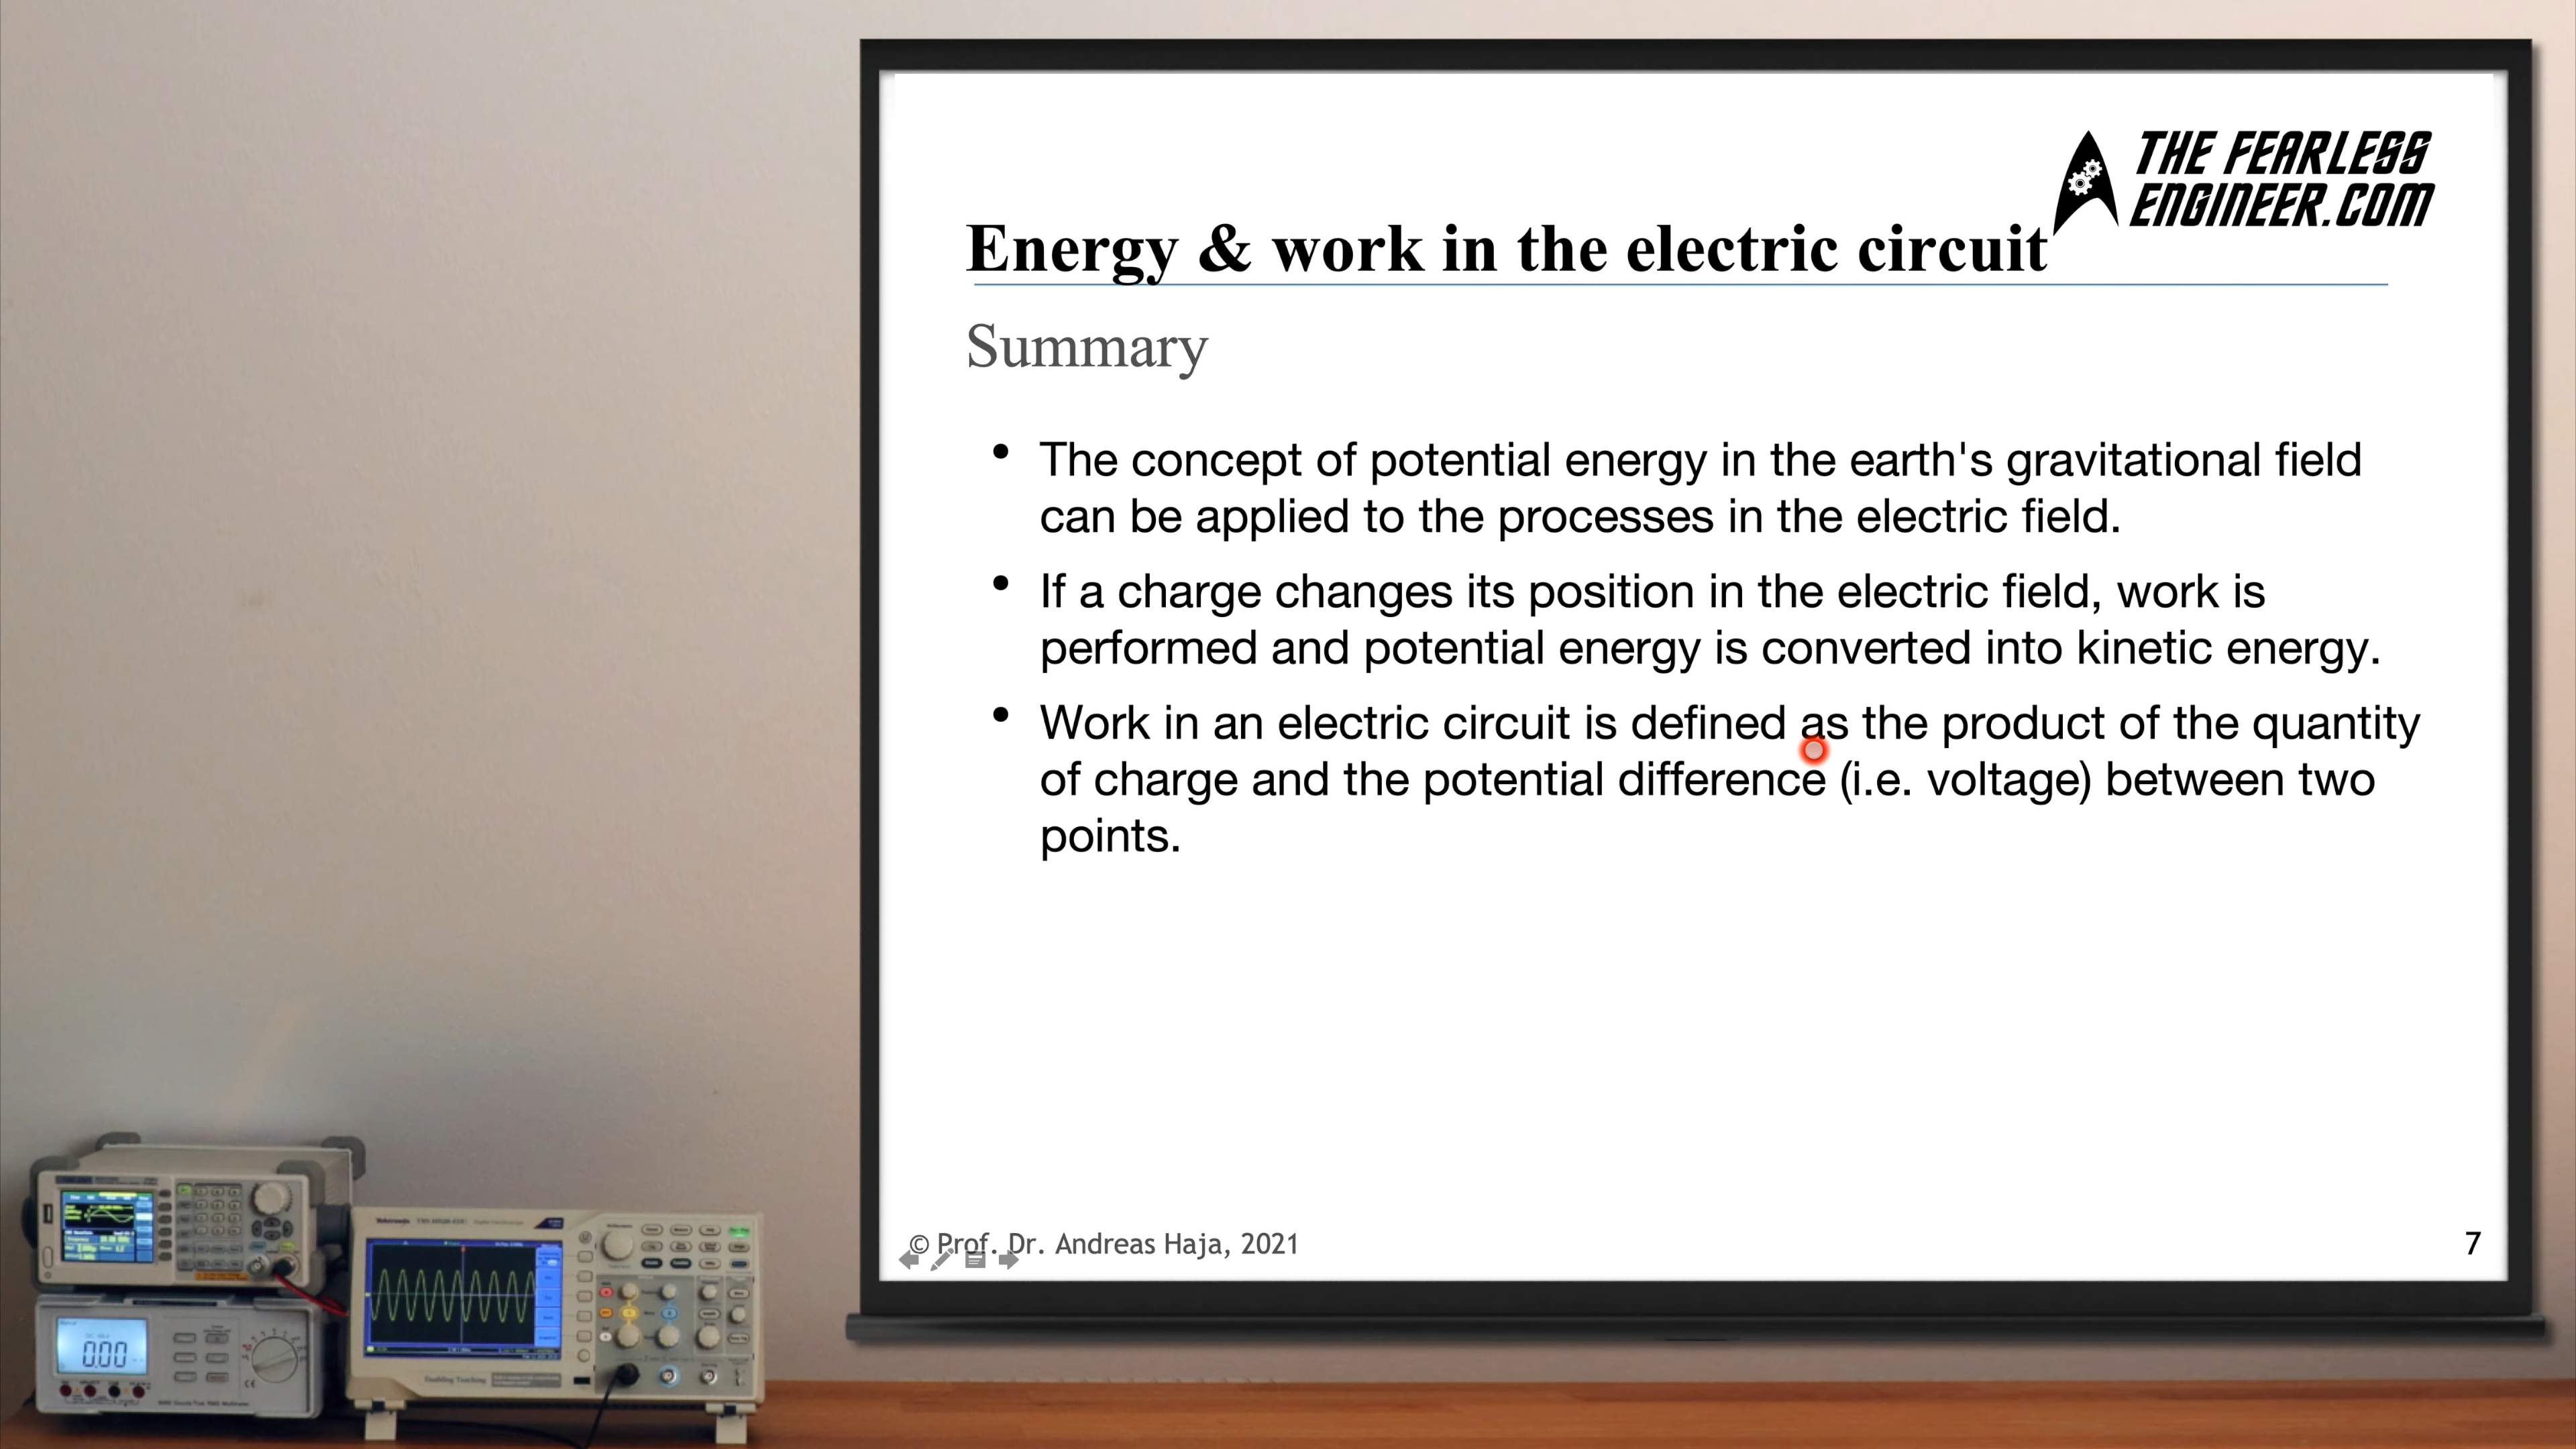 THE FEARLESS
ENGINEER.COM
Energy & work in the electric circuit
Summary
• The concept of potential energy in the earth's gravitational field
can be applied to the processes in the electric field.
• If a charge changes its position in the electric field, work is
performed and potential energy is converted into kinetic energy.
• Work in an electric circuit is defined as the product of the quantity
of charge and the potential difference (i.e. voltage) between two
points.
© Prof. Dr. Andreas Haja, 2021
7
Tektronix
0.00